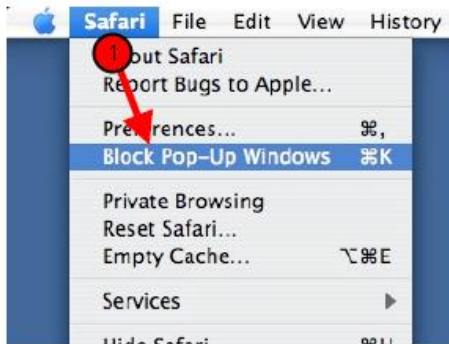 Safari File Edit View History
1
out Safari
Report Bugs to Apple...
Preferences... ⌘,
Block Pop-Up Windows ⌘K
Private Browsing
Reset Safari...
Empty Cache... ⌥⌘E
Services